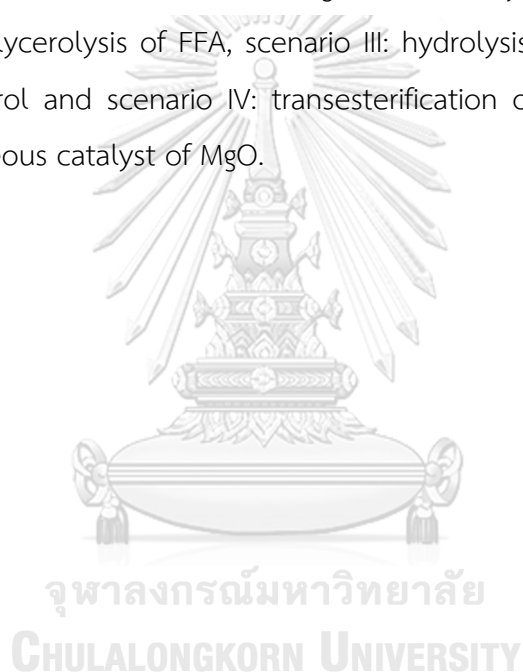 lycerolysis of FFA, scenario III: hydrolysis
rol and scenario IV: transesterification
eous catalyst of MgO.
จุฬาลงกรณ์มหาวิทยาลัย
CHULALONGKORN UNIVERSITY